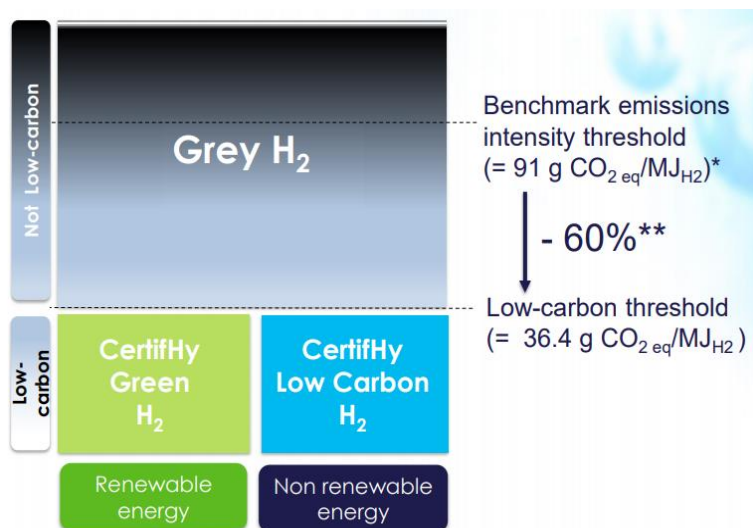 Not Low-carbon
Grey H₂
Benchmark emissions
intensity threshold
(= 91 g CO₂ eq/MJH2)*
- 60%**
Low-carbon threshold
(= 36.4 g CO₂ eq/MJH2 )
Low-
carbon
CertifHy
Green
H₂
CertifHy
Low Carbon
H₂
Renewable
energy
Non renewable
energy